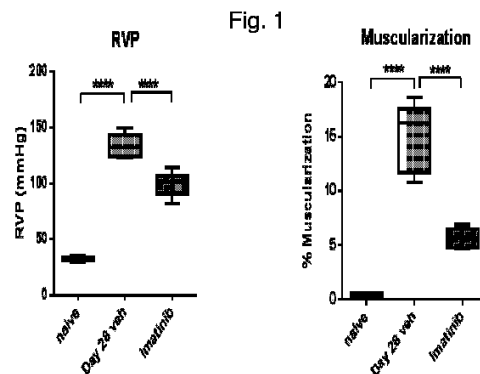 Fig. 1
RVP
RVP (mmHg)
200
150
100
50
0
****
****
naive
Day 28 veh
Imatinib
Muscularization
% Muscularization
20
15
10
5
0
****
****
naive
Day 28 veh
Imatinib